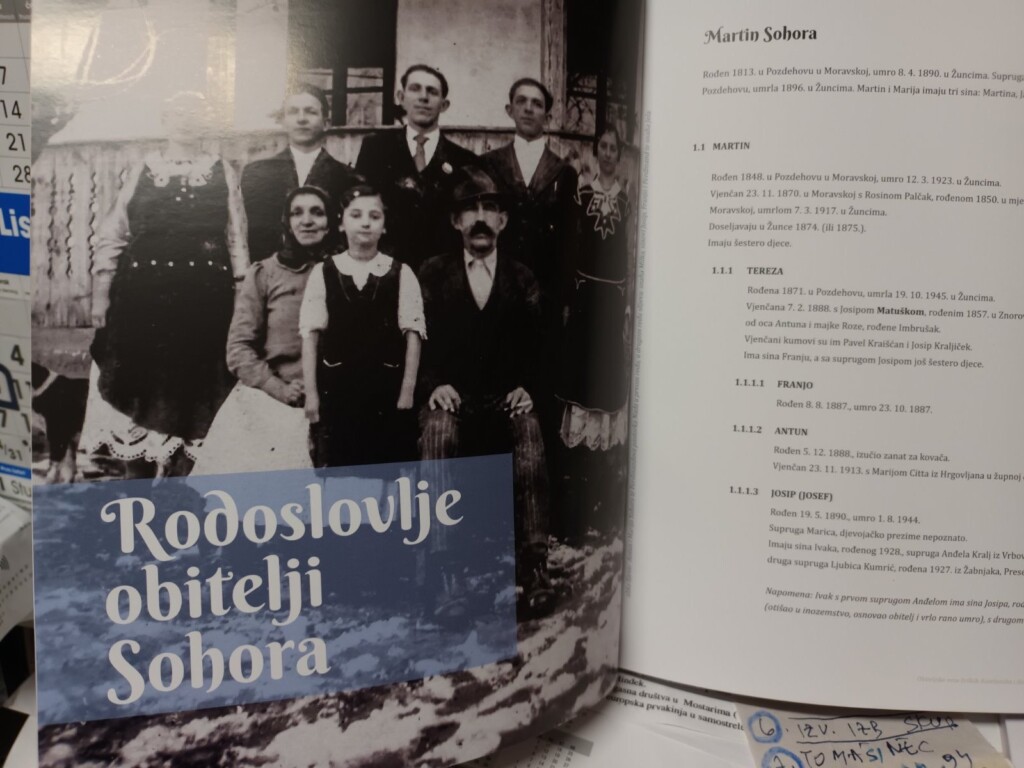 7
14
21
28
Lis
4
Rodoslovlje
obitelji
Sohora
Martin Sohora
Rođen 1813. u Pozdehovu u Moravskoj, umro 8. 4. 1890. u Žuncima. Supruga
Pozdehovu, umrla 1896. u Žuncima. Martin i Marija imaju tri sina: Martina,
1.1 MARTIN
Rođen 1848. u Pozdehovu u Moravskoj, umro 12. 3. 1923. u Žuncima.
Vjenčan 23. 11. 1870. u Moravskoj s Rosinom Palčak, rođenom 1850. u
Moravskoj, umrlom 7. 3. 1917. u Žuncima.
Doseljavaju u Žunce 1874. (ili 1875.).
Imaju šestero djece.
1.1.1 TEREZA
Rođena 1871. u Pozdehovu, umrla 19. 10. 1945. u Žuncima.
Vjenčana 7. 2. 1888. s Josipom Matuškom, rođenim 1857. u
od oca Antuna i majke Roze, rođene Imbrušak.
Vjenčani kumovi su im Pavel Kraišćan i Josip Kraljiček.
Ima sina Franju, a sa suprugom Josipom još šestero djece.
1.1.1.1 FRANJO
Rođen 8. 8. 1887., umro 23. 10. 1887.
1.1.1.2 ANTUN
Rođen 5. 12. 1888., izučio zanat za kovača.
Vjenčan 23. 11. 1913. s Marijom Citta iz Hrgovljana u župnoj
1.1.1.3 JOSIP (JOSEF)
Rođen 19. 5. 1890., umro 1. 8. 1944.
Supruga Marica, djevojačko prezime nepoznato.
Imaju sina Ivaka, rođenog 1928., supruga Anđela Kralj iz
druga supruga Ljubica Kumrić, rođena 1927. iz Žabnjaka,
Napomena: Ivak s prvom suprugom Anđelom ima sina Josipa,
(otišao u inozemstvo, osnovao obitelj i vrlo rano umro), s drugom
društva u Mostarima (
prvakinja u
6. IZV. IZB
7. TOMAŠINEC